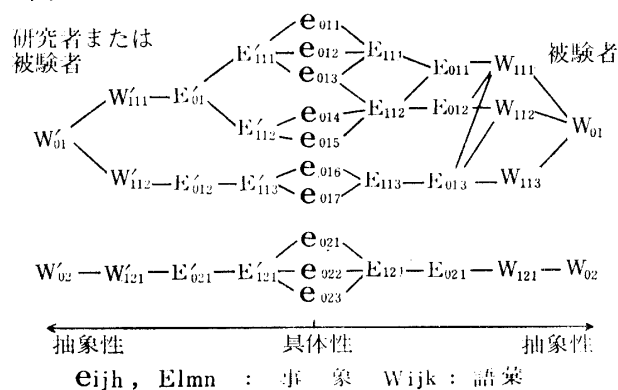 研究者または
被験者
被験者
e011
e012
e013
e014
e015
e016
e017
E′111
E′112
E111
E112
E011
E012
W111
W112
W′111
E′01
W′01
W01
W′112
E′012
E′113
E113
E013
W113
e021
e022
e023
W′02
W′121
E′021
E′121
E121
E021
W121
W02
抽象性
具体性
抽象性
eijh , Elmn : 事象 Wijk : 語彙